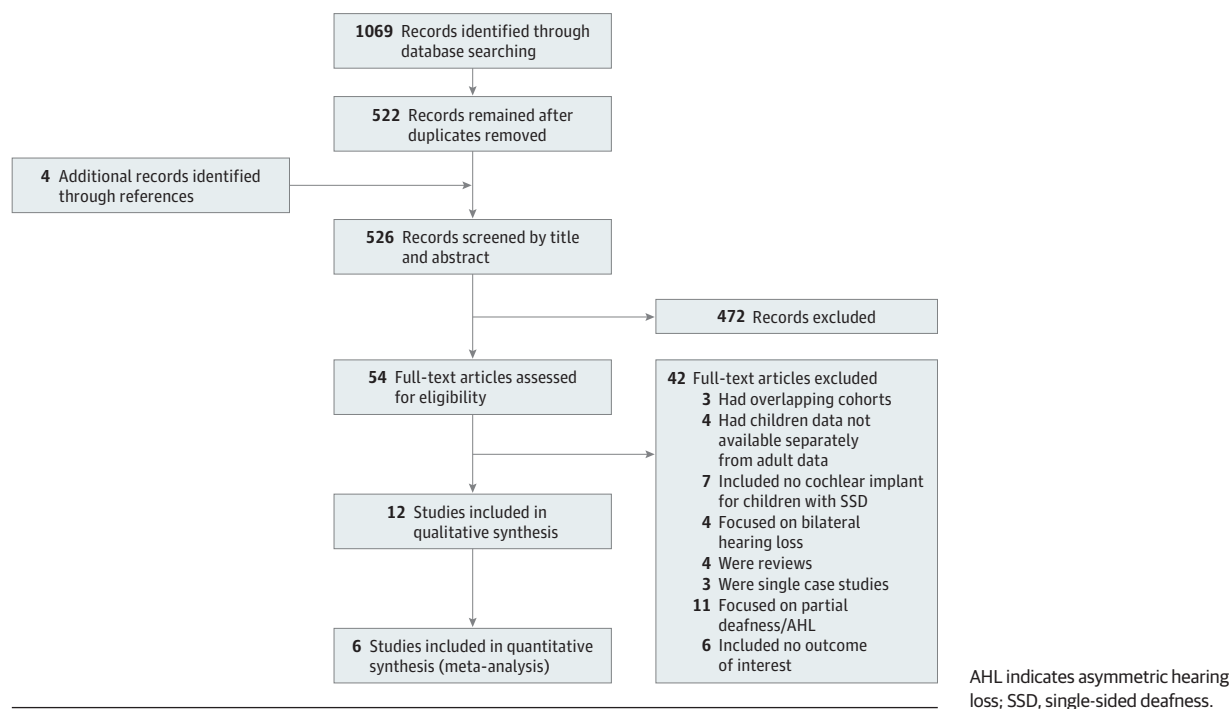 1069 Records identified through
database searching
522 Records remained after
duplicates removed
4 Additional records identified
through references
526 Records screened by title
and abstract
472 Records excluded
54 Full-text articles assessed
for eligibility
42 Full-text articles excluded
3 Had overlapping cohorts
4 Had children data not
available separately
from adult data
7 Included no cochlear implant
for children with SSD
4 Focused on bilateral
hearing loss
4 Were reviews
3 Were single case studies
11 Focused on partial
deafness/AHL
6 Included no outcome
of interest
12 Studies included in
qualitative synthesis
6 Studies included in quantitative
synthesis (meta-analysis)
AHL indicates asymmetric hearing
loss; SSD, single-sided deafness.